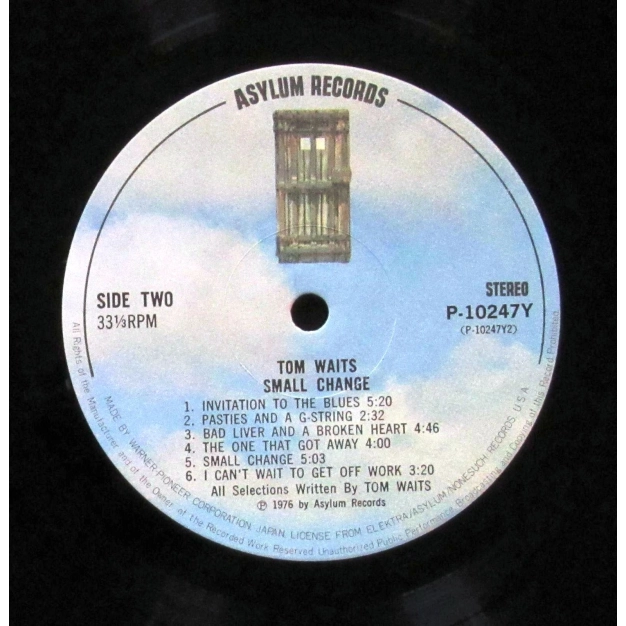 ASYLUM RECORDS
SIDE TWO
33⅓RPM
STEREO
P-10247Y
(P-10247Y2)
TOM WAITS
SMALL CHANGE
1. INVITATION TO THE BLUES 5:20
2. PASTIES AND A G-STRING 2:32
3. BAD LIVER AND A BROKEN HEART 4:46
4. THE ONE THAT GOT AWAY 4:00
5. SMALL CHANGE 5:03
6. I CAN'T WAIT TO GET OFF WORK 3:20
All Selections Written By TOM WAITS
Ⓟ 1976 by Asylum Records
MADE BY WARNER-PIONEER CORPORATION JAPAN. LICENSE FROM ELEKTRA/ASYLUM/NONESUCH RECORDS, U.S.A.
All Rights of the Manufacturer and of the Owner of the Recorded Work Reserved Unauthorized Public Performance Broadcasting and Copying of this Record Prohibited